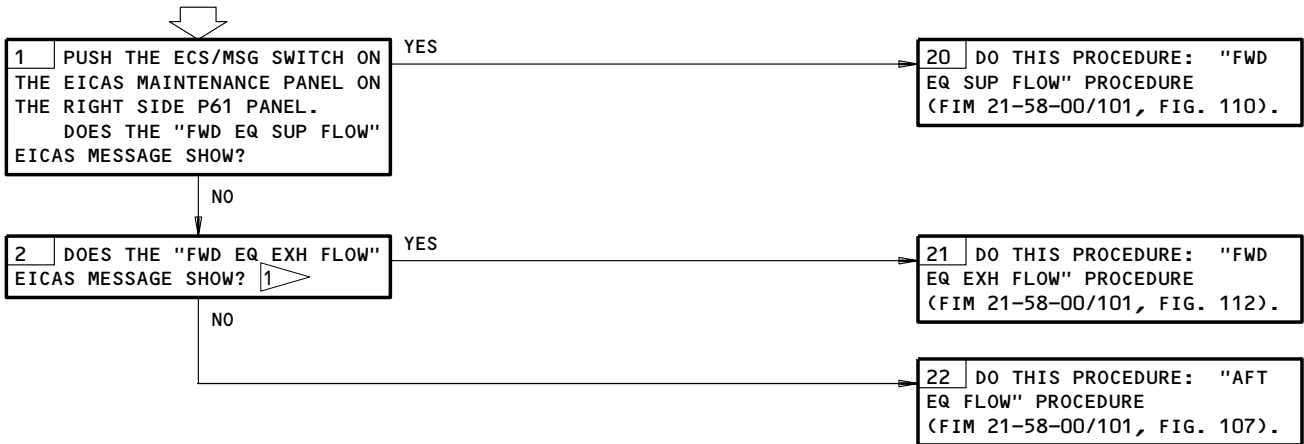 1 PUSH THE ECS/MSG SWITCH ON
THE EICAS MAINTENANCE PANEL ON
THE RIGHT SIDE P61 PANEL.
DOES THE "FWD EQ SUP FLOW"
EICAS MESSAGE SHOW?
YES
20 DO THIS PROCEDURE: "FWD
EQ SUP FLOW" PROCEDURE
(FIM 21-58-00/101, FIG. 110).
NO
2 DOES THE "FWD EQ EXH FLOW"
EICAS MESSAGE SHOW? 1
YES
21 DO THIS PROCEDURE: "FWD
EQ EXH FLOW" PROCEDURE
(FIM 21-58-00/101, FIG. 112).
NO
22 DO THIS PROCEDURE: "AFT
EQ FLOW" PROCEDURE
(FIM 21-58-00/101, FIG. 107).